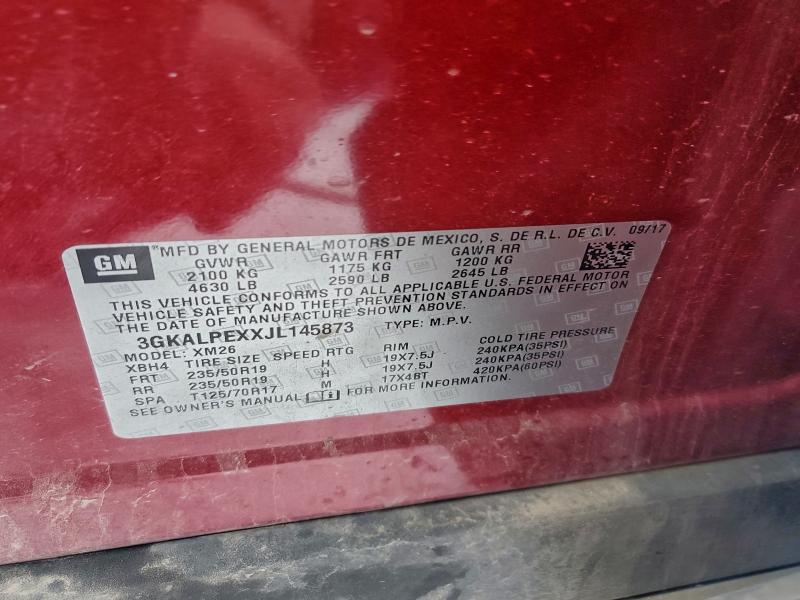 GM
®MFD BY GENERAL MOTORS DE MEXICO, S. DE R.L. DE C.V. 09/17
GVWR GAWR FRT GAWR RR
2100 KG 1175 KG 1200 KG
4630 LB 2590 LB 2645 LB
THIS VEHICLE CONFORMS TO ALL APPLICABLE U.S. FEDERAL MOTOR
VEHICLE SAFETY AND THEFT PREVENTION STANDARDS IN EFFECT ON
THE DATE OF MANUFACTURE SHOWN ABOVE.
3GKALPEXXJL145873 TYPE: M.P.V.
MODEL: XM26
XBH4 TIRE SIZE SPEED RTG RIM COLD TIRE PRESSURE
FRT 235/50R19 H 19X7.5J 240KPA(35PSI)
RR 235/50R19 H 19X7.5J 240KPA(35PSI)
SPA T125/70R17 M 17X4BT 420KPA(60PSI)
SEE OWNER'S MANUAL FOR MORE INFORMATION.